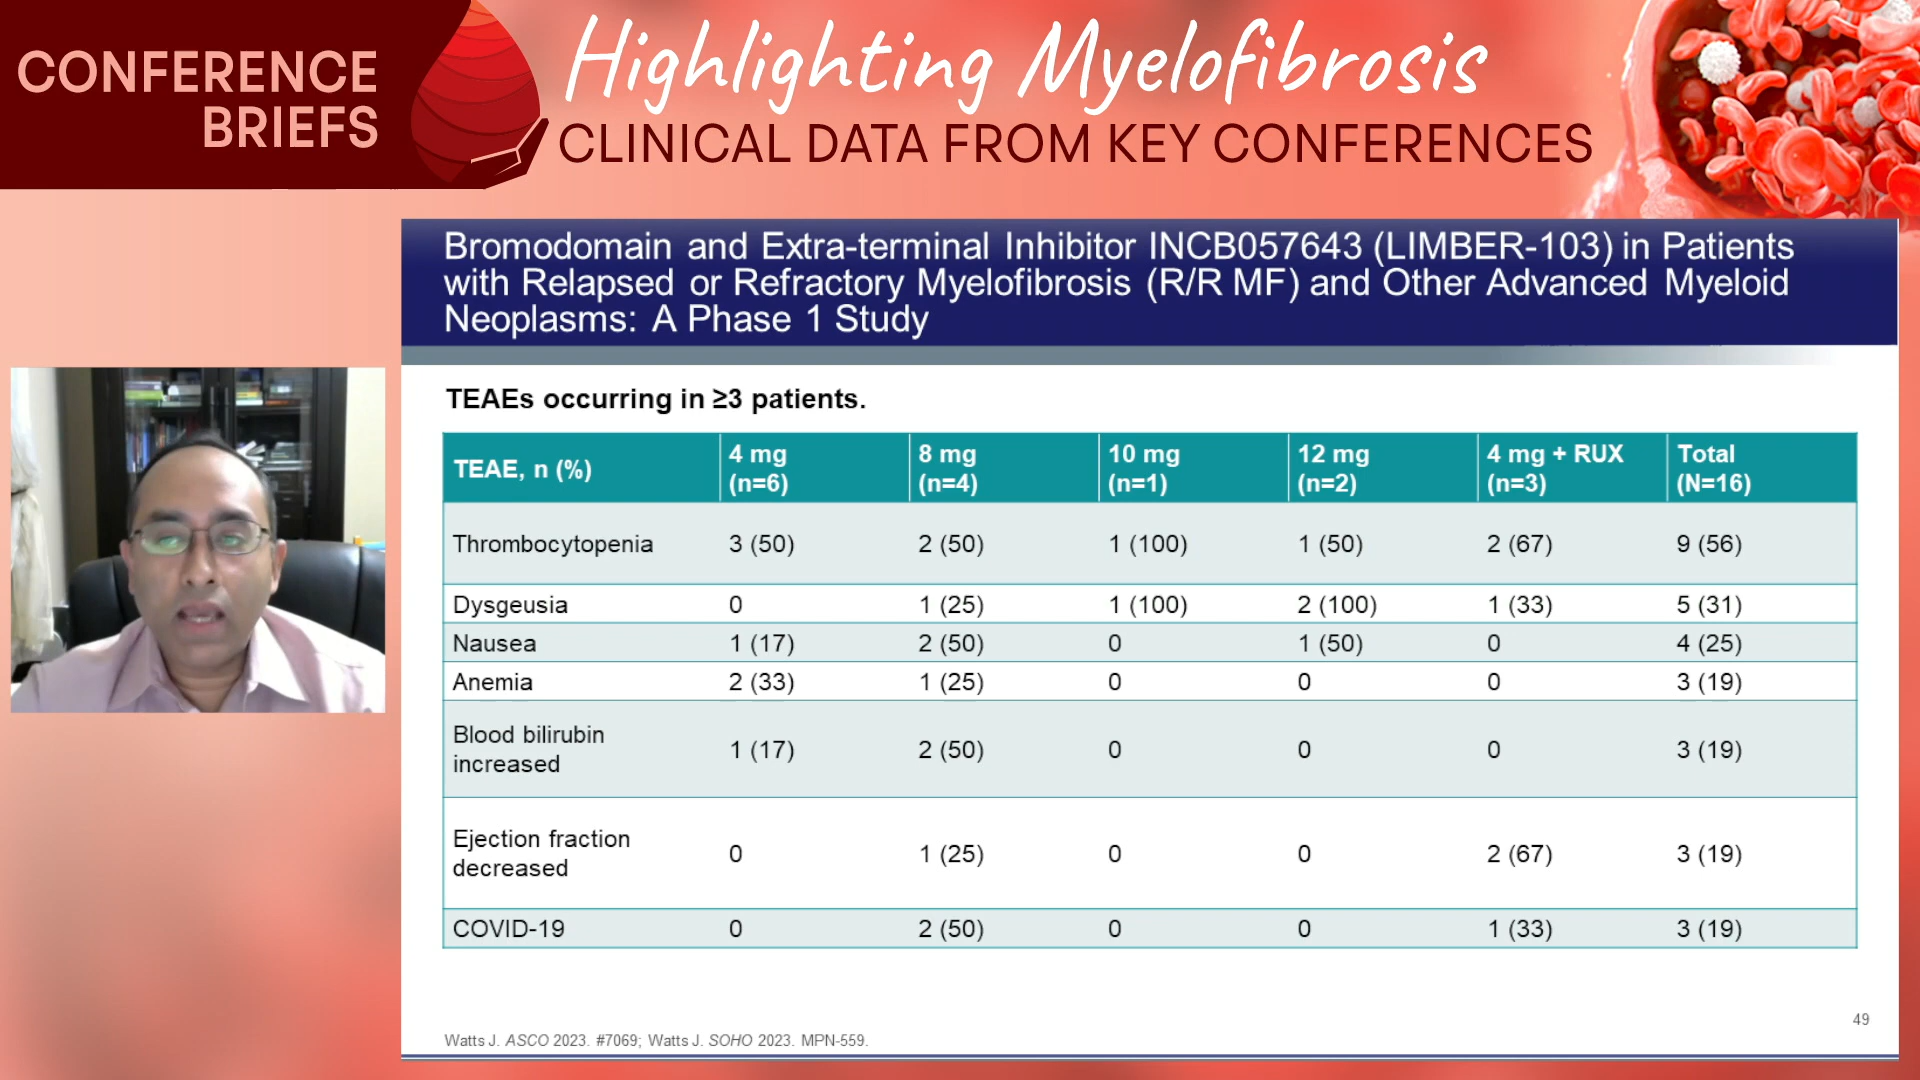 CONFERENCE
BRIEFS
Highlighting Myelofibrosis
CLINICAL DATA FROM KEY CONFERENCES
Bromodomain and Extra-terminal Inhibitor INCB057643 (LIMBER-103) in Patients
with Relapsed or Refractory Myelofibrosis (R/R MF) and Other Advanced Myeloid
Neoplasms: A Phase 1 Study
TEAEs occurring in ≥3 patients.
TEAE, n (%) 4 mg (n=6) 8 mg (n=4) 10 mg (n=1) 12 mg (n=2) 4 mg + RUX (n=3) Total (N=16)
Thrombocytopenia 3 (50) 2 (50) 1 (100) 1 (50) 2 (67) 9 (56)
Dysgeusia 0 1 (25) 1 (100) 2 (100) 1 (33) 5 (31)
Nausea 1 (17) 2 (50) 0 1 (50) 0 4 (25)
Anemia 2 (33) 1 (25) 0 0 0 3 (19)
Blood bilirubin increased 1 (17) 2 (50) 0 0 0 3 (19)
Ejection fraction decreased 0 1 (25) 0 0 2 (67) 3 (19)
COVID-19 0 2 (50) 0 0 1 (33) 3 (19)
49
Watts J. ASCO 2023. #7069; Watts J. SOHO 2023. MPN-559.